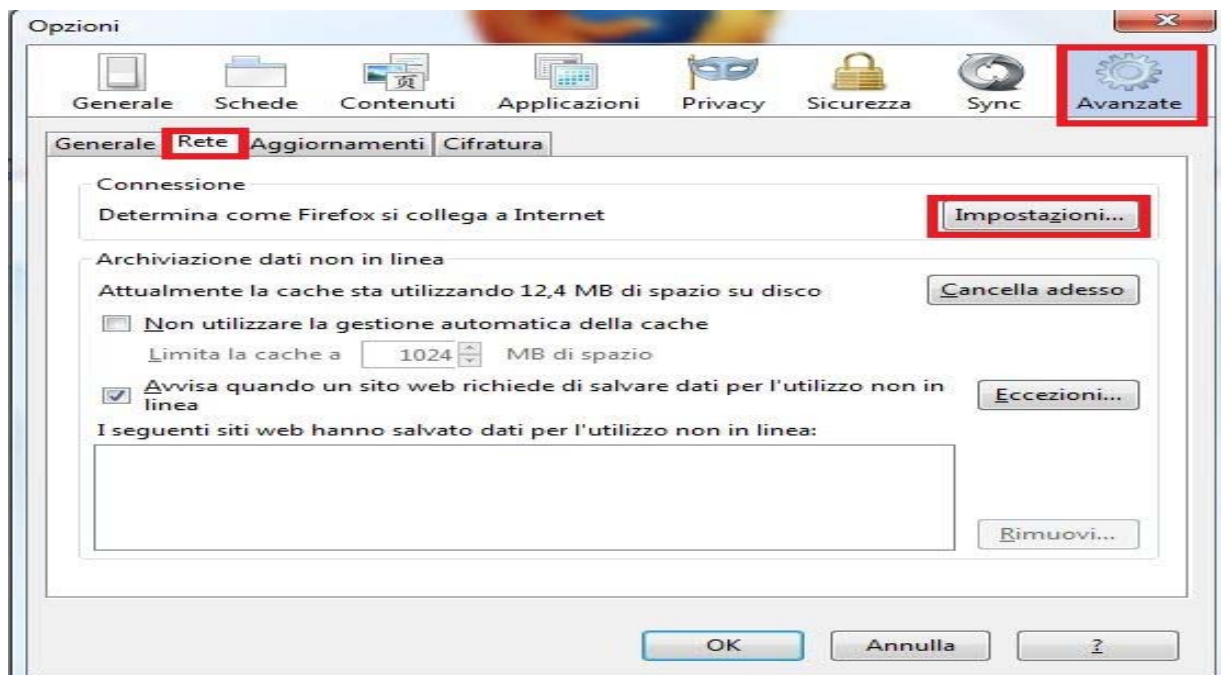 Opzioni
Generale Schede Contenuti Applicazioni Privacy Sicurezza Sync Avanzate
Generale Rete Aggiornamenti Cifratura
Connessione
Determina come Firefox si collega a Internet Impostazioni...
Archiviazione dati non in linea
Attualmente la cache sta utilizzando 12,4 MB di spazio su disco Cancella adesso
Non utilizzare la gestione automatica della cache
Limita la cache a 1024 MB di spazio
Avvisa quando un sito web richiede di salvare dati per l'utilizzo non in
linea Eccezioni...
I seguenti siti web hanno salvato dati per l'utilizzo non in linea:
Rimuovi...
OK Annulla ?